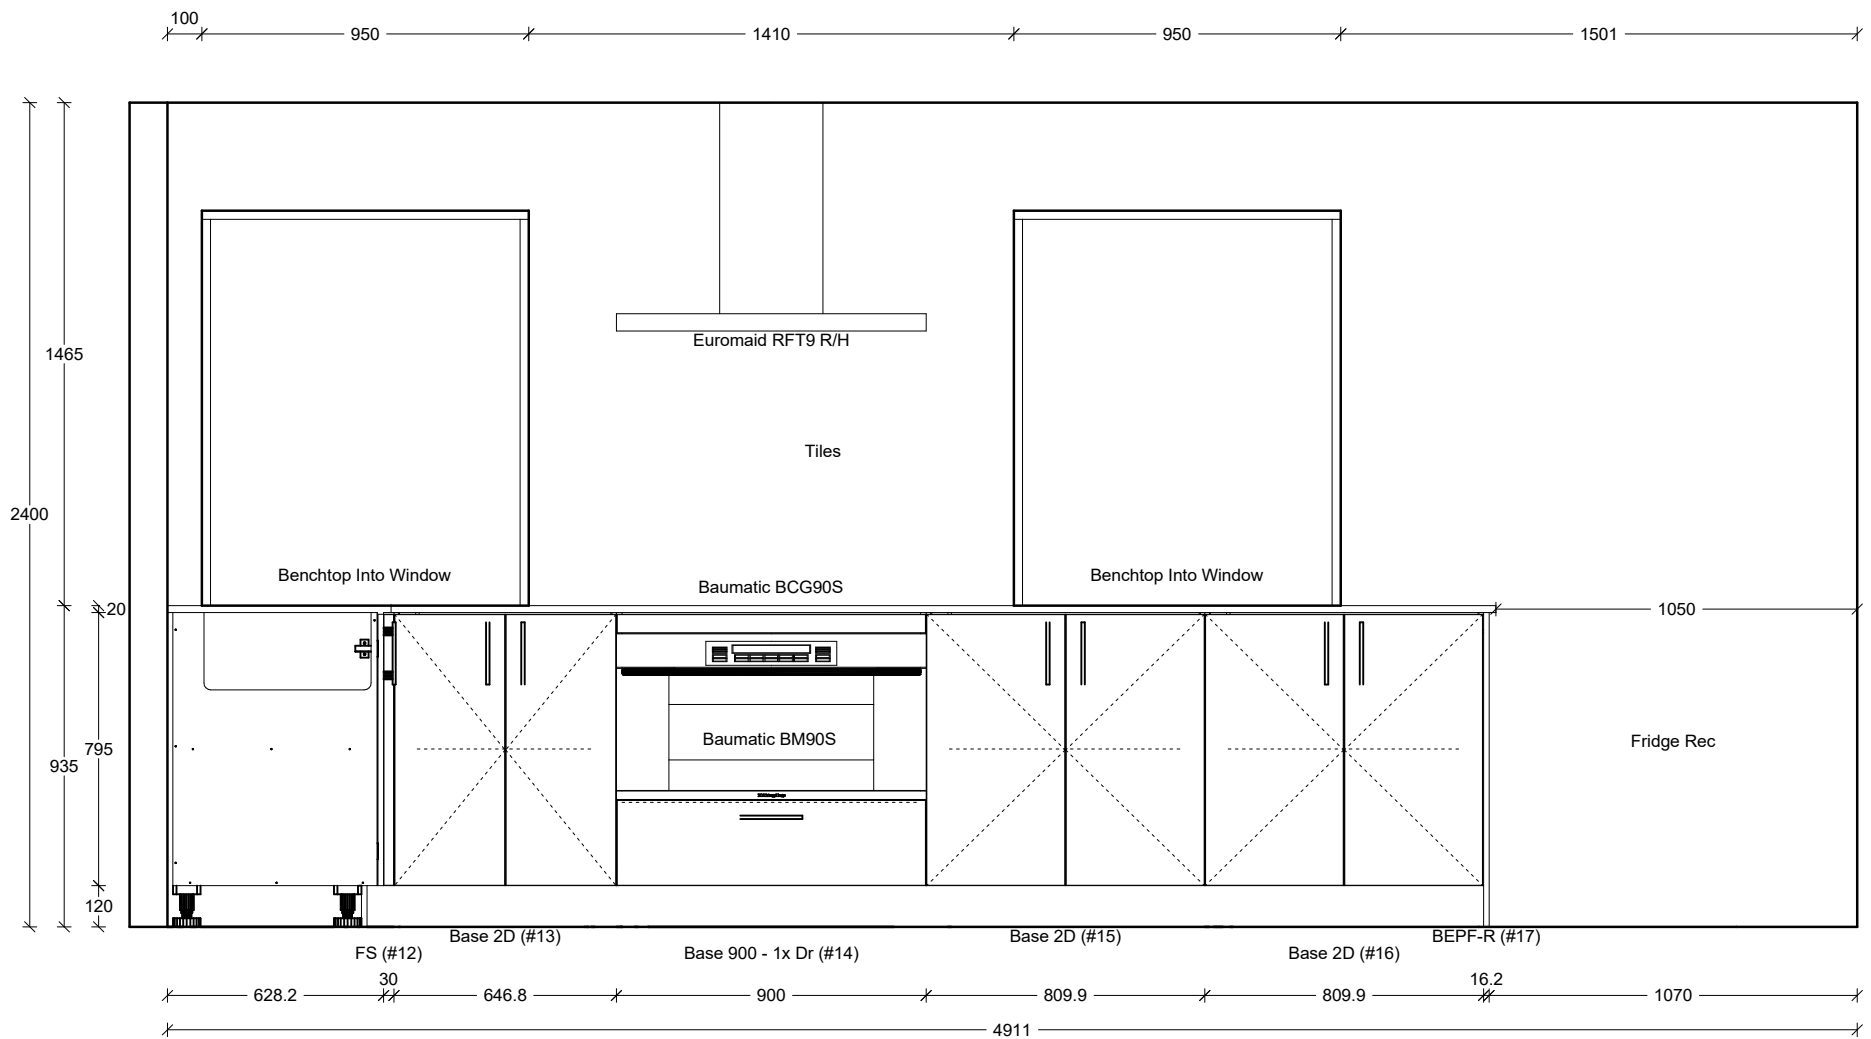 100
950
1410
950
1501
Euromaid RFT9 R/H
1465
Tiles
2400
Benchtop Into Window
Baumatic BCG90S
Benchtop Into Window
20
1050
795
935
Baumatic BM90S
Fridge Rec
120
FS (#12)
Base 2D (#13)
Base 900 - 1x Dr (#14)
Base 2D (#15)
Base 2D (#16)
BEPF-R (#17)
628.2
30
646.8
900
809.9
809.9
16.2
1070
4911